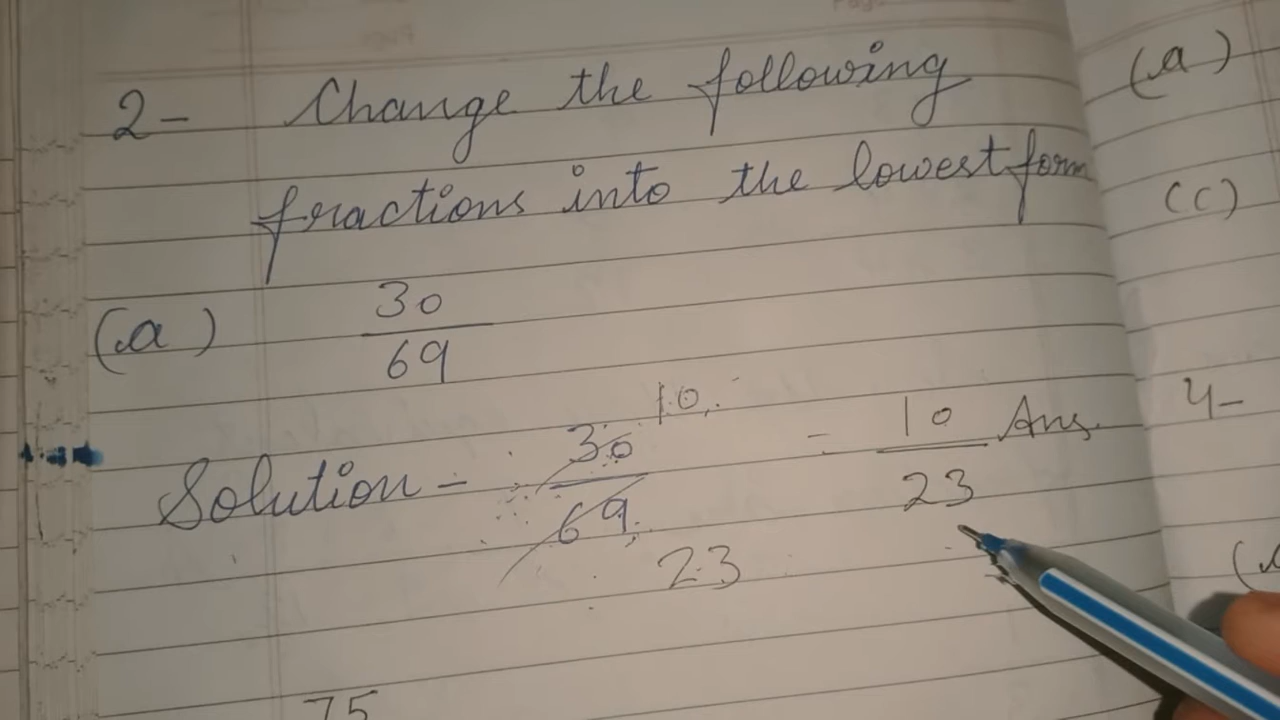 2- Change the following
fractions into the lowest form
(a) 30
69
10
Solution - 30 = 10 Ans.
69 23
23
75
(a)
(c)
4-